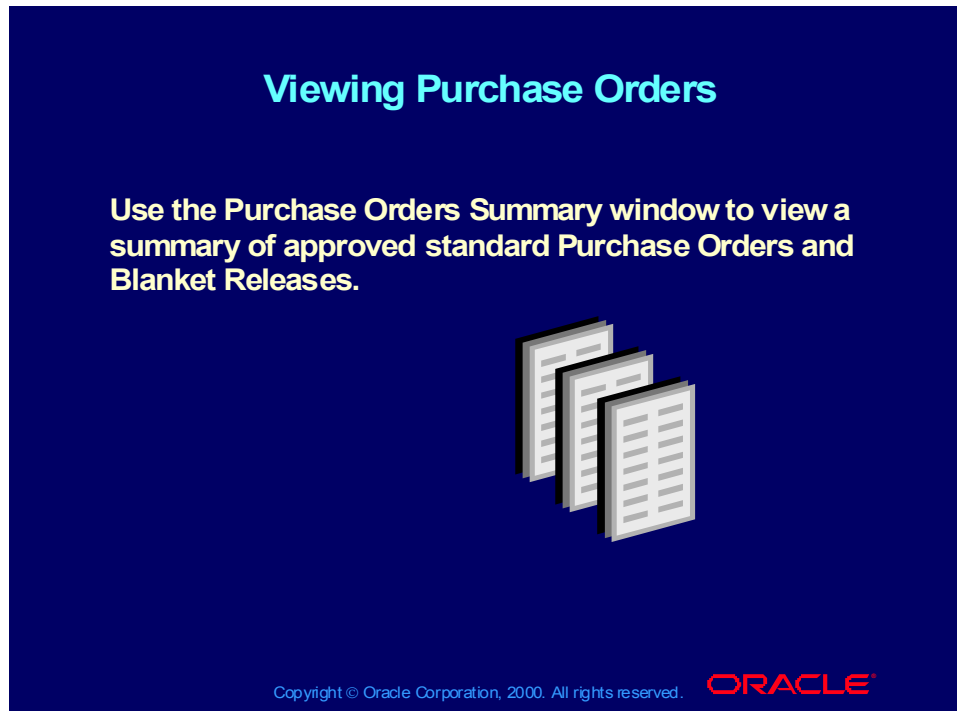 Viewing Purchase Orders
Use the Purchase Orders Summary window to view a
summary of approved standard Purchase Orders and
Blanket Releases.
Copyright © Oracle Corporation, 2000. All rights reserved.
ORACLE®